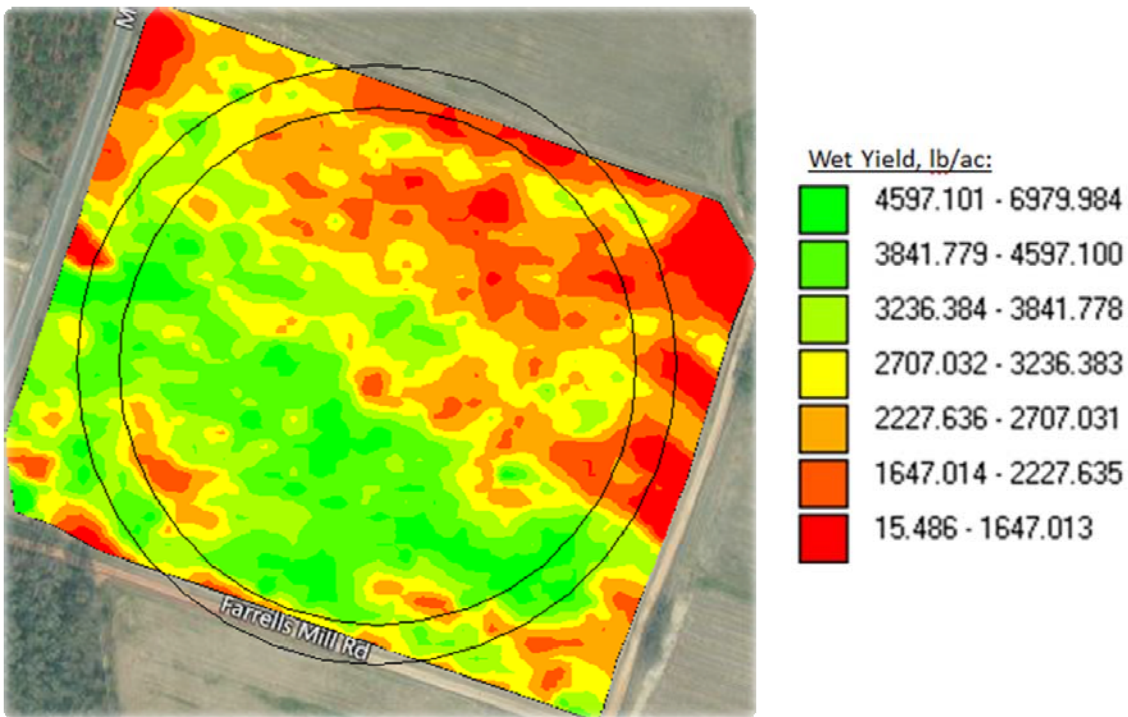 M
Farrells Mill Rd
Wet Yield, lb/ac:
4597.101 - 6979.984
3841.779 - 4597.100
3236.384 - 3841.778
2707.032 - 3236.383
2227.636 - 2707.031
1647.014 - 2227.635
15.486 - 1647.013